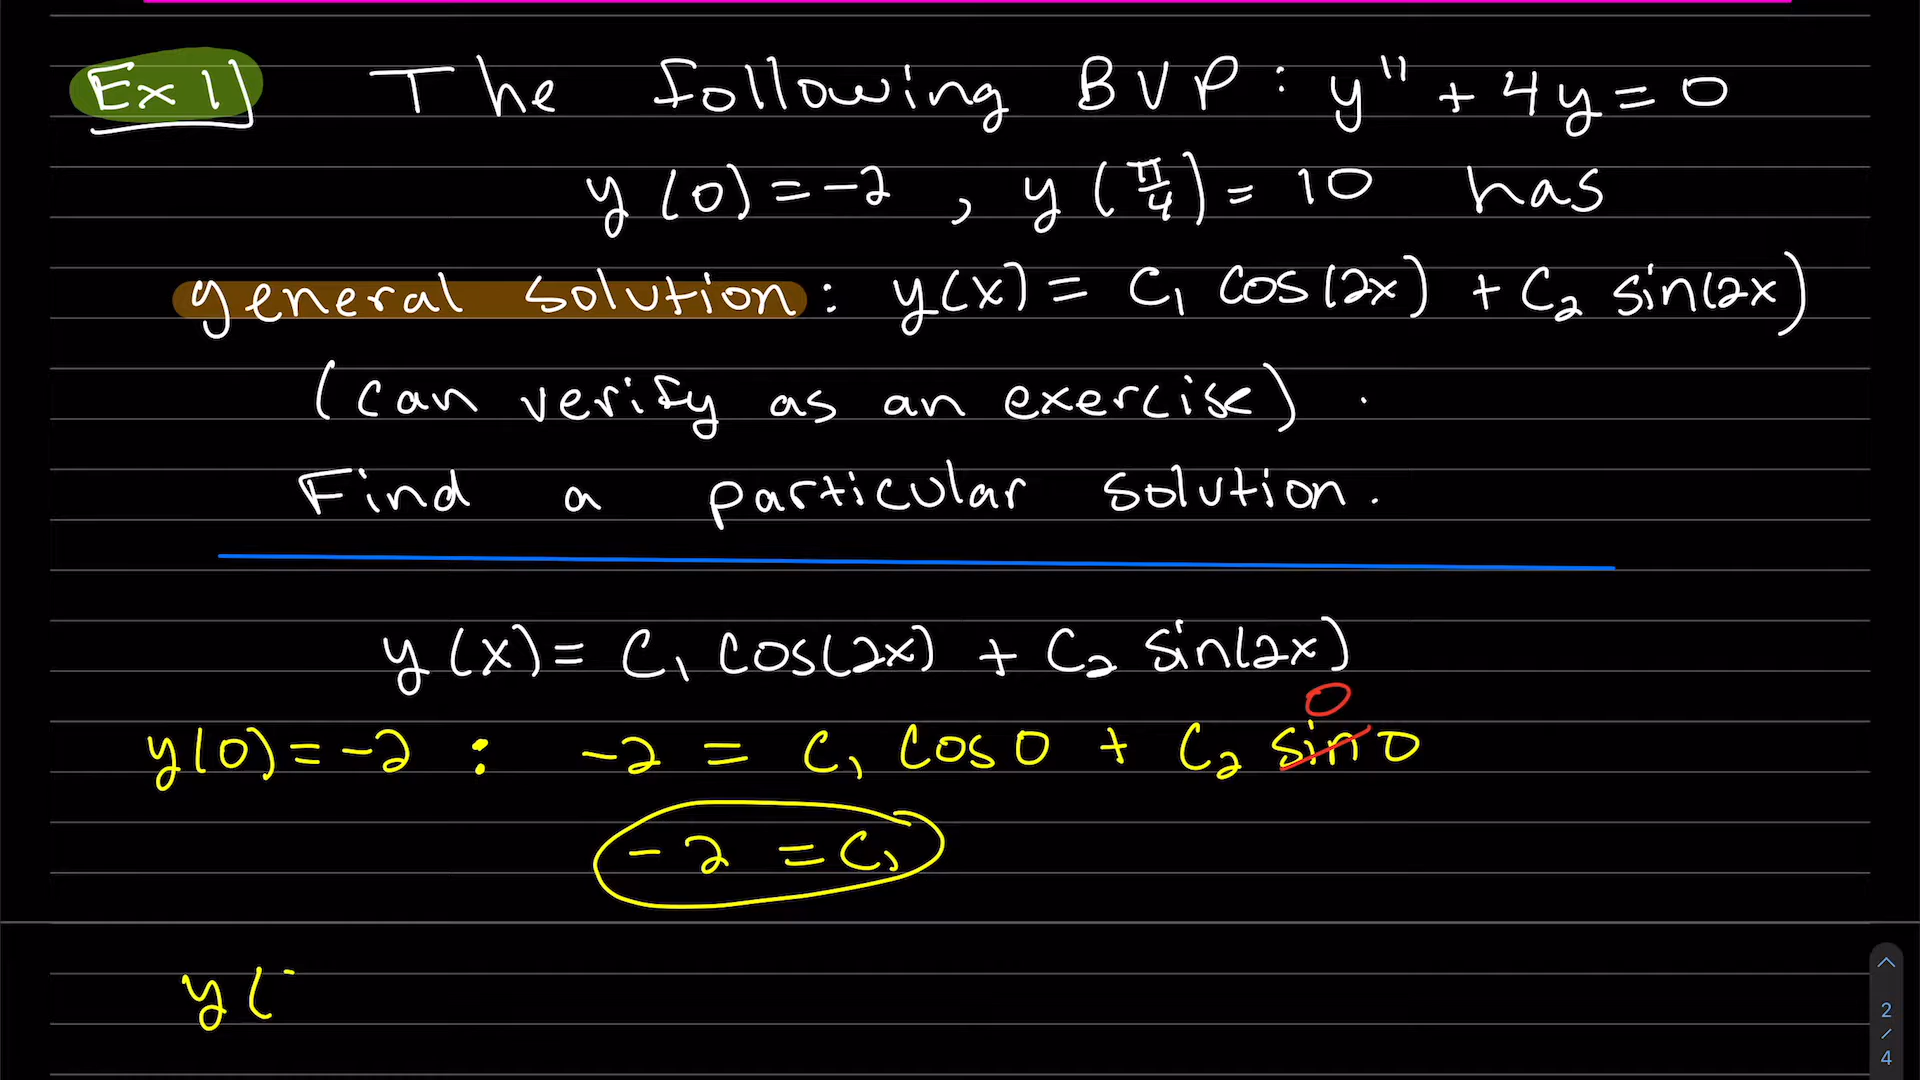 Ex 1 The following BVP: y'' + 4y = 0
y(0) = -2, y(π/4) = 10 has
general solution: y(x) = C₁ cos(2x) + C₂ sin(2x)
(can verify as an exercise).
Find a particular solution.
y(x) = C₁ cos(2x) + C₂ sin(2x)
0
y(0) = -2 : -2 = C₁ cos 0 + C₂ sin 0
-2 = C₁
y(
2
/
4